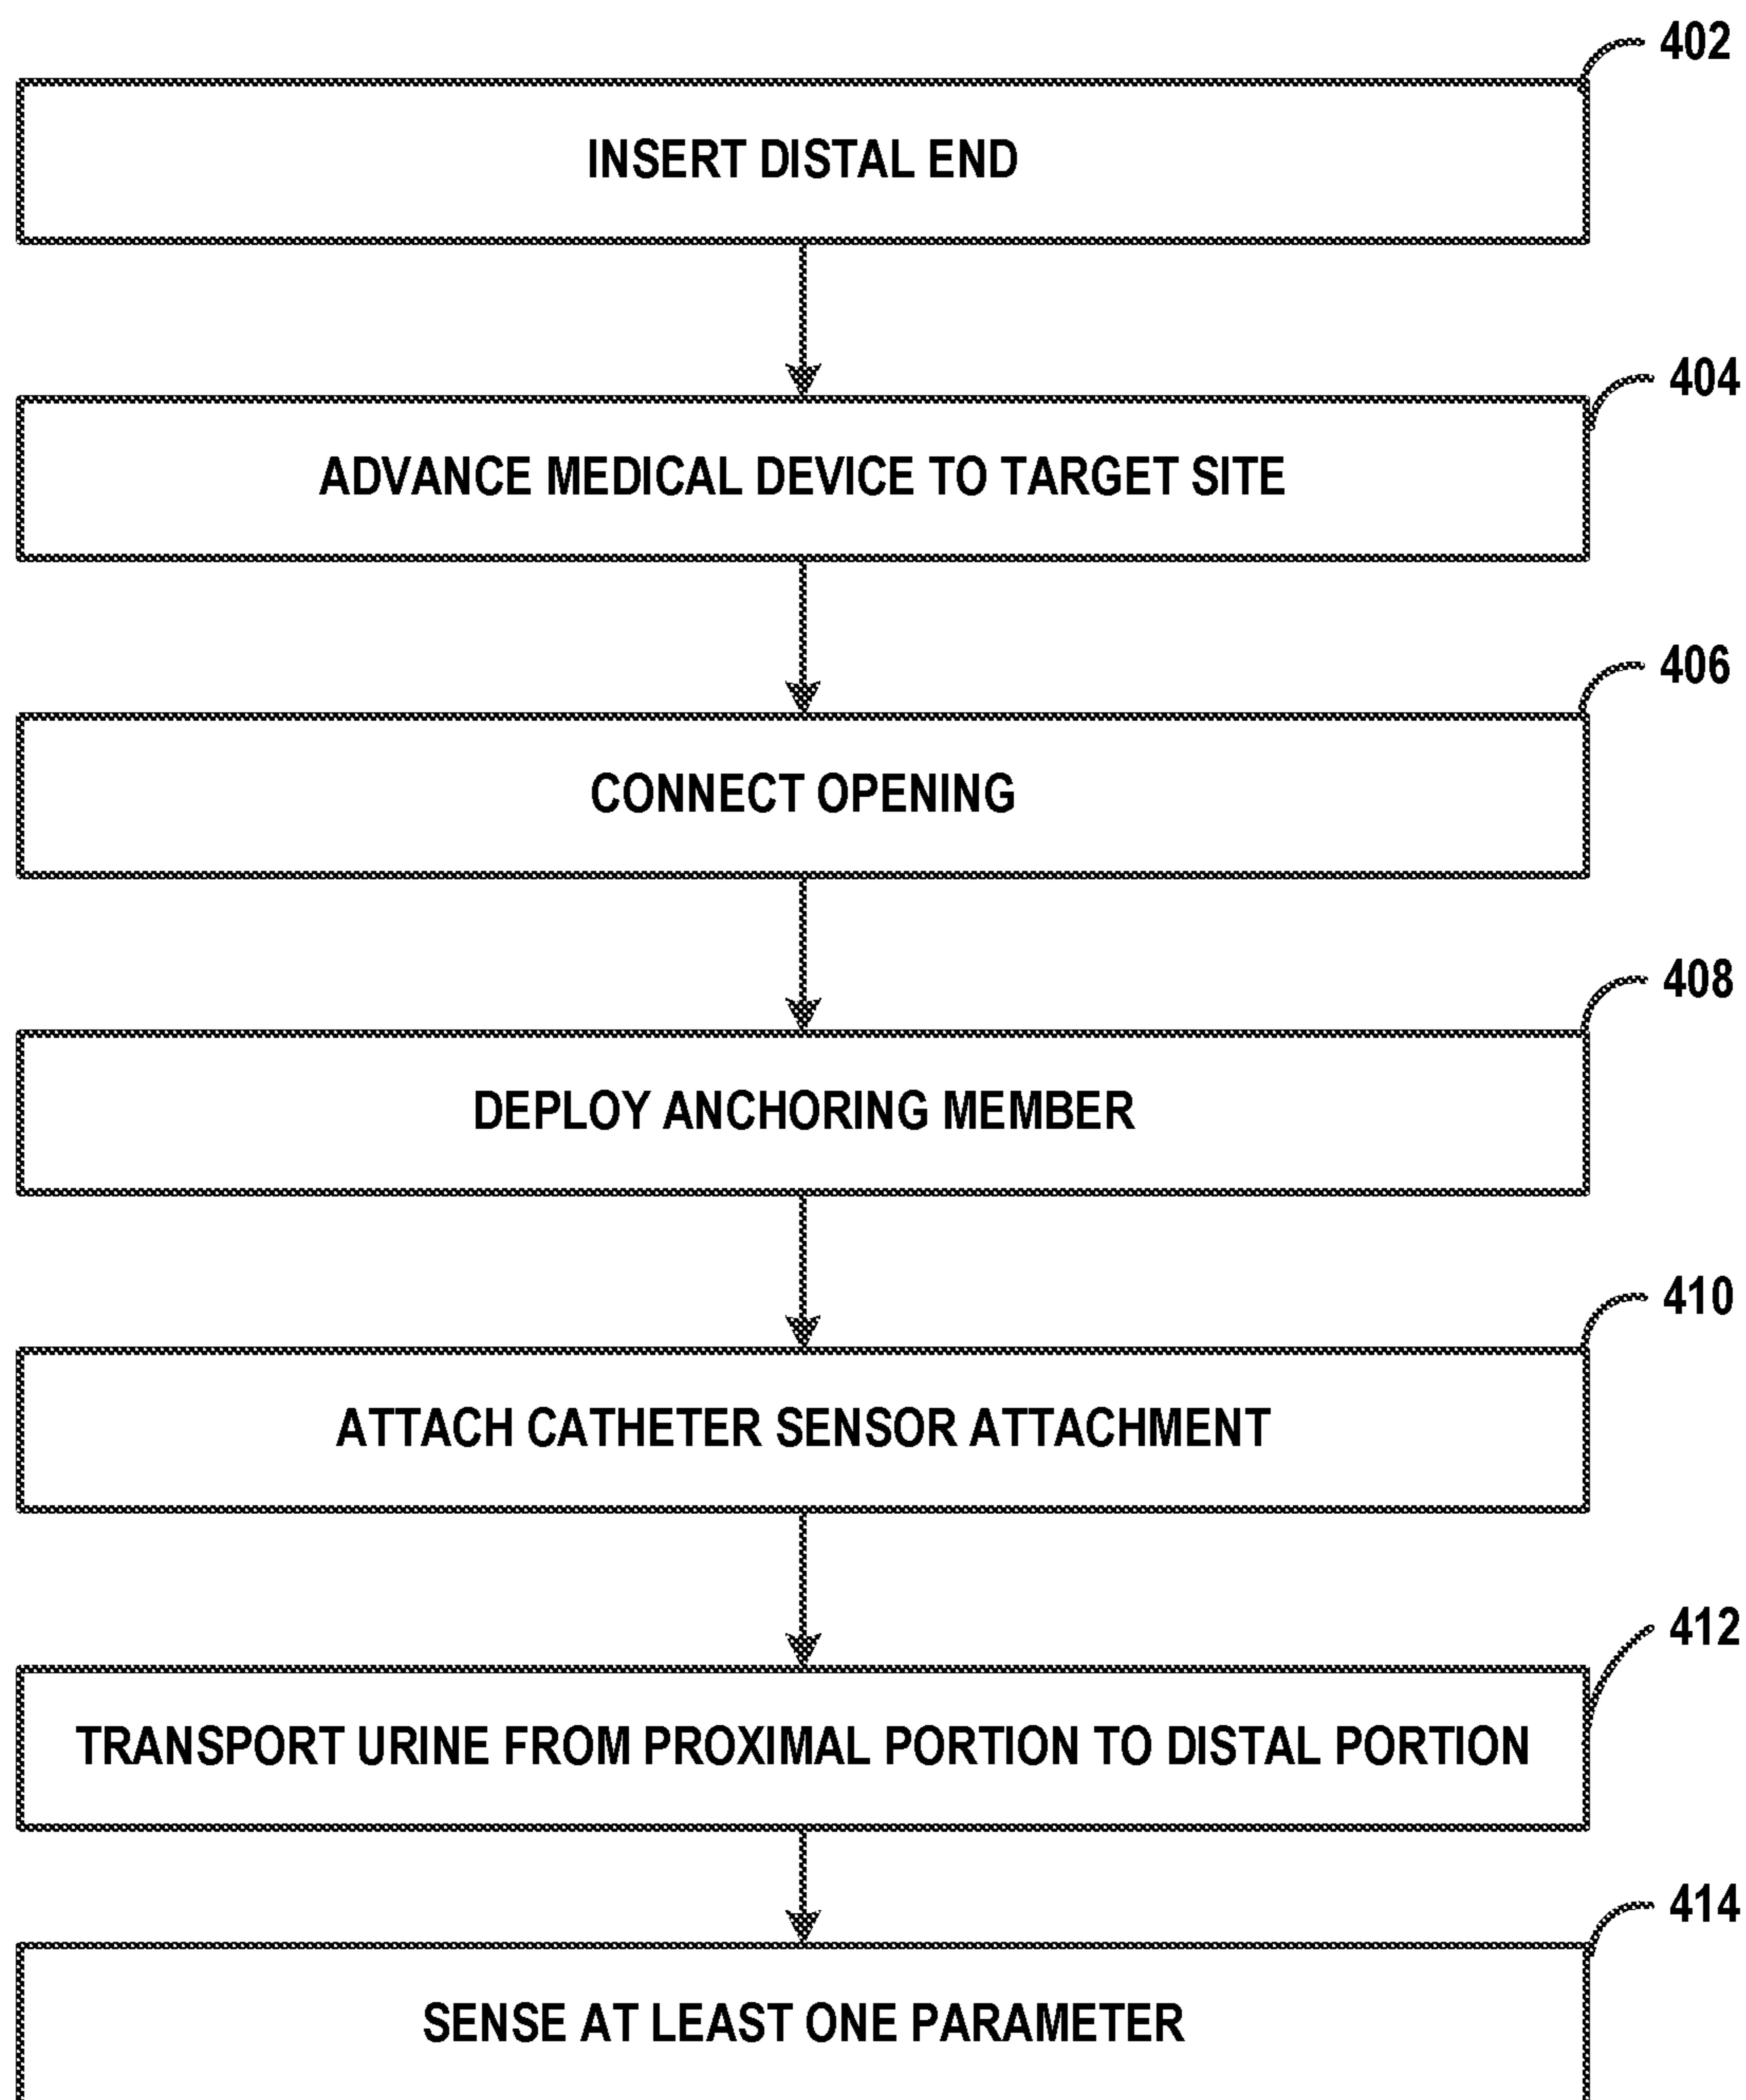 402
INSERT DISTAL END
404
ADVANCE MEDICAL DEVICE TO TARGET SITE
406
CONNECT OPENING
408
DEPLOY ANCHORING MEMBER
410
ATTACH CATHETER SENSOR ATTACHMENT
412
TRANSPORT URINE FROM PROXIMAL PORTION TO DISTAL PORTION
414
SENSE AT LEAST ONE PARAMETER